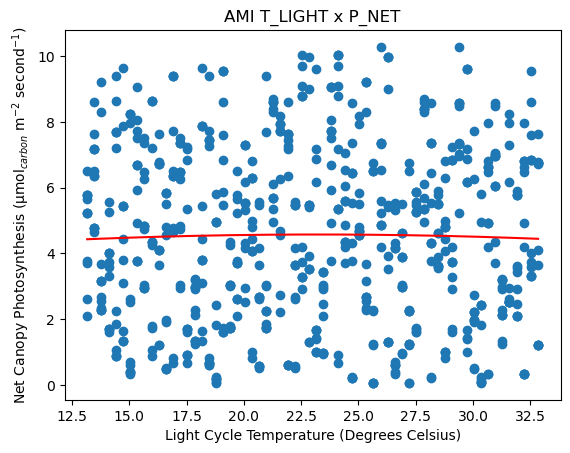 AMI T_LIGHT x P_NET
Net Canopy Photosynthesis (μmol$_{carbon}$ m$^{-2}$ second$^{-1}$)
10
8
6
4
2
0
12.5 15.0 17.5 20.0 22.5 25.0 27.5 30.0 32.5
Light Cycle Temperature (Degrees Celsius)